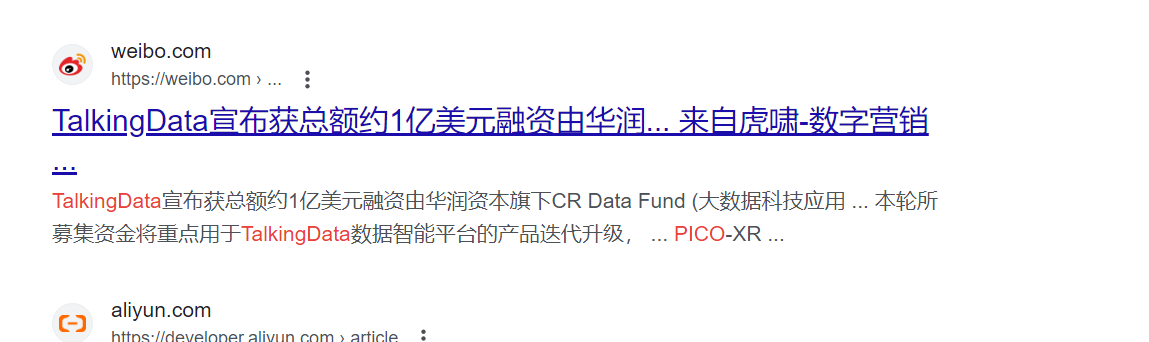 weibo.com
https://weibo.com › ...
TalkingData宣布获总额约1亿美元融资由华润... 来自虎啸-数字营销
...
TalkingData宣布获总额约1亿美元融资由华润资本旗下CR Data Fund (大数据科技应用 ... 本轮所
募集资金将重点用于TalkingData数据智能平台的产品迭代升级， ... PICO-XR ...
aliyun.com
https://developer.aliyun.com › article